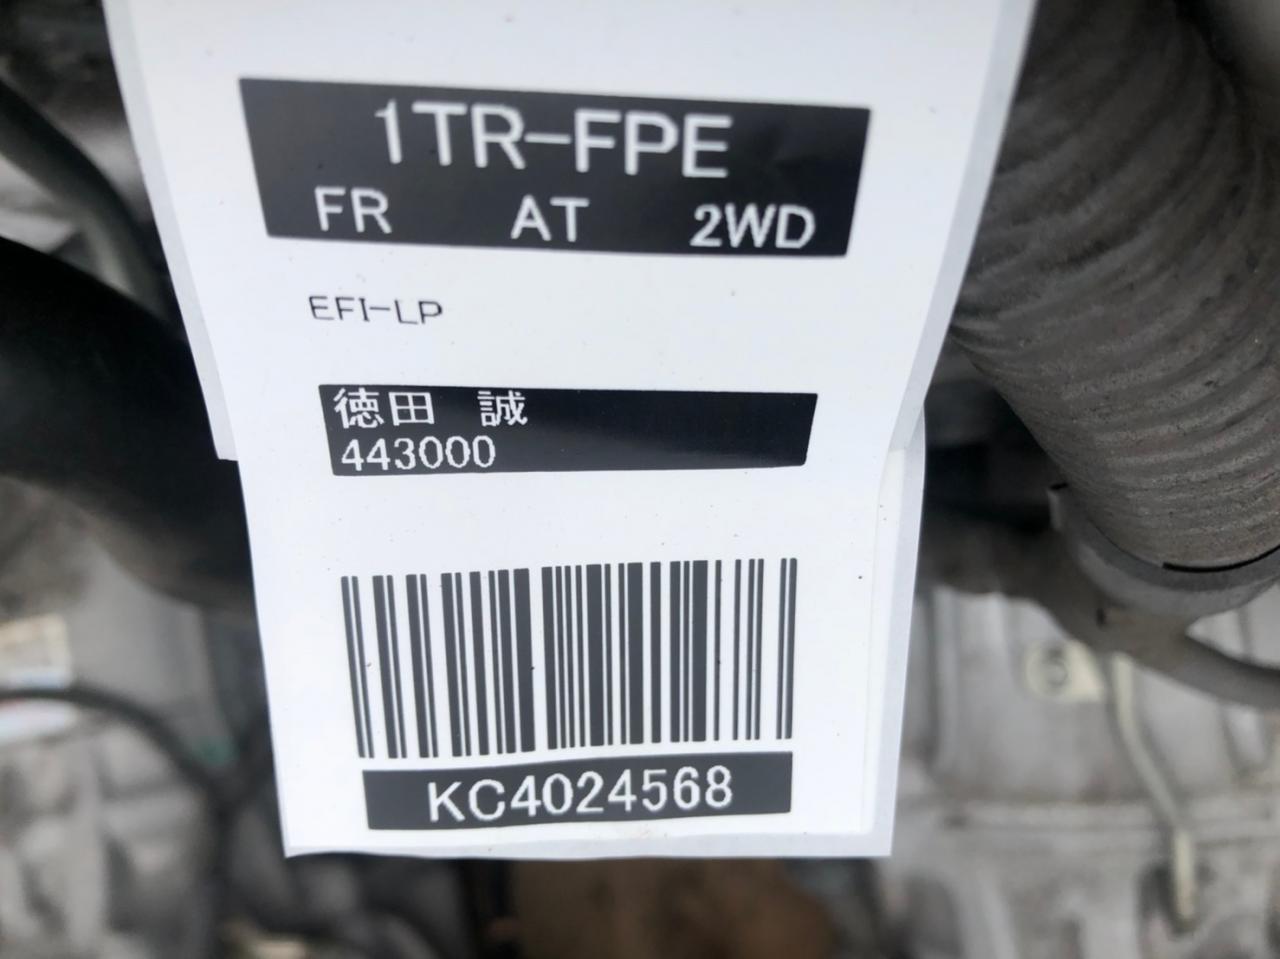 1TR-FPE
FR AT 2WD
EFI-LP
徳田 誠
443000
KC4024568